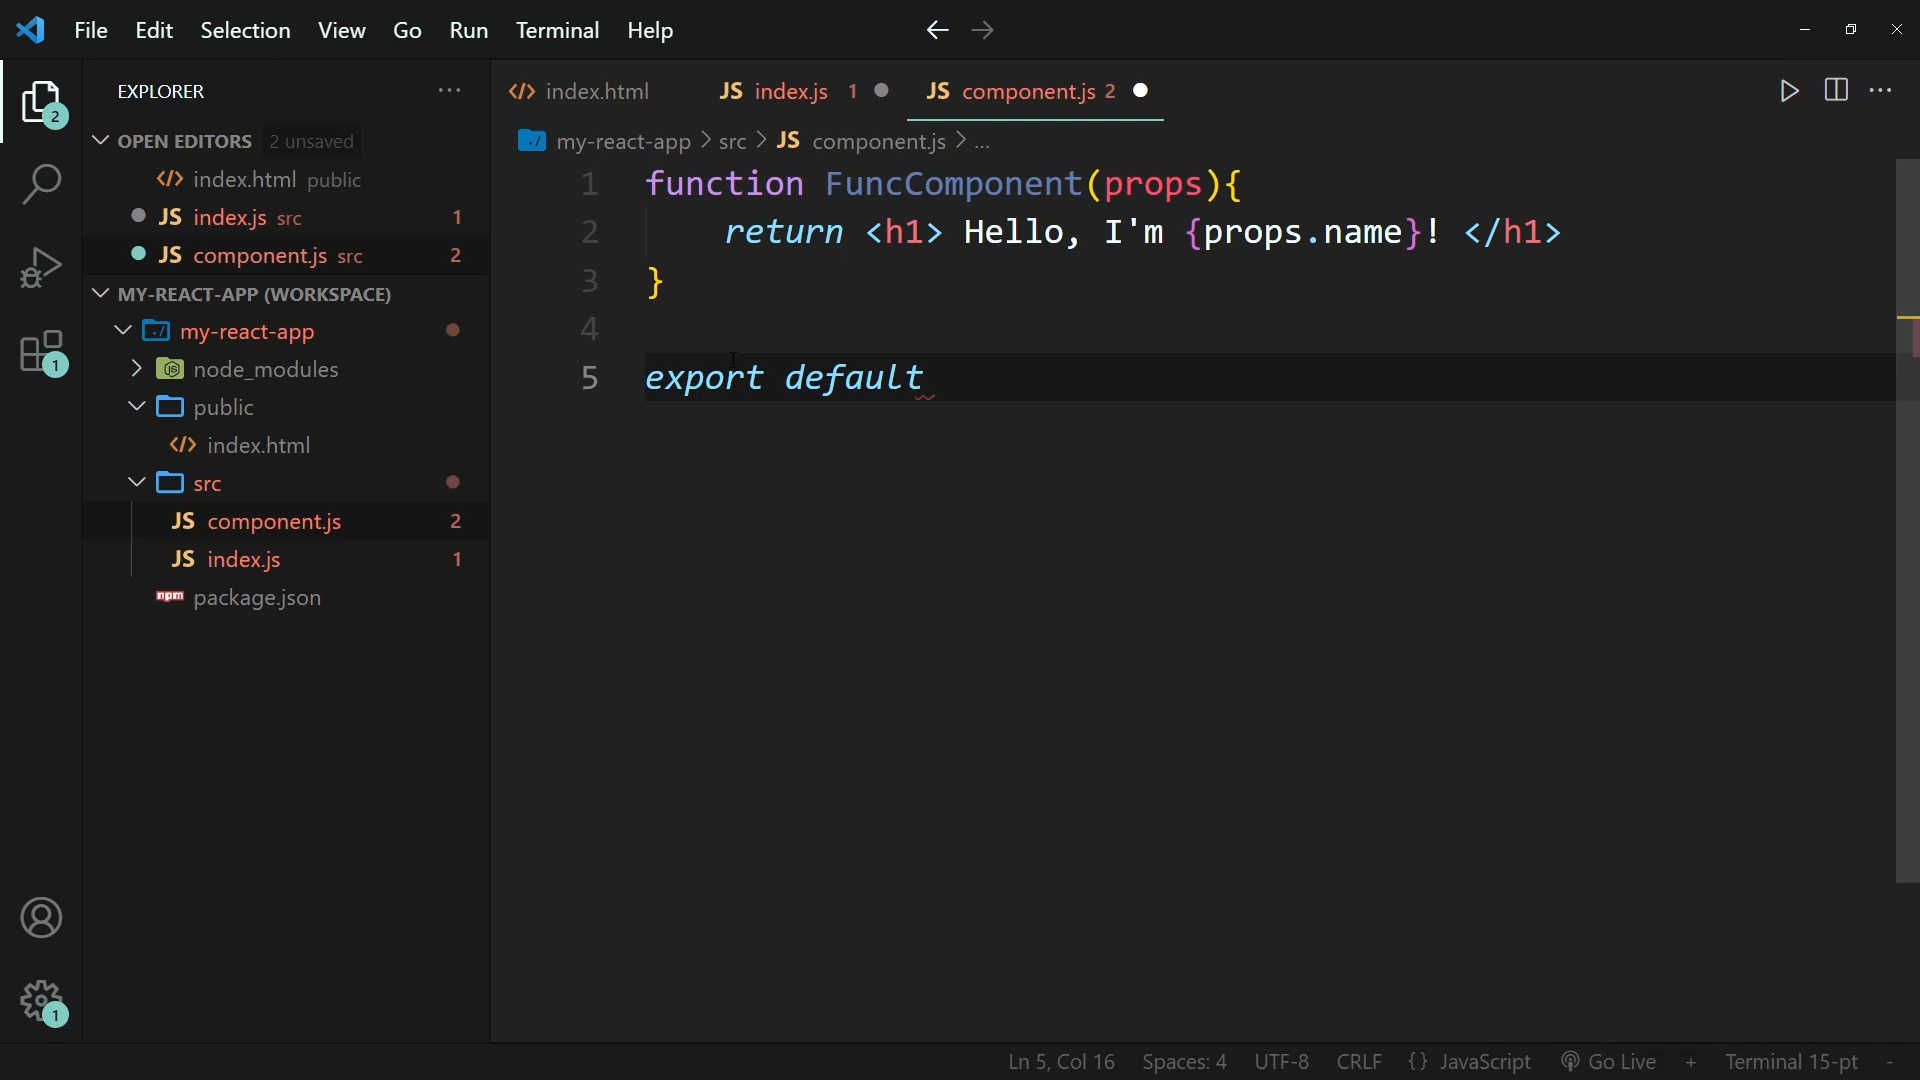 File Edit Selection View Go Run Terminal Help
EXPLORER
OPEN EDITORS 2 unsaved
index.html public
JS index.js src 1
JS component.js src 2
MY-REACT-APP (WORKSPACE)
my-react-app
node_modules
public
index.html
src
JS component.js 2
JS index.js 1
npm package.json
2
1
1
index.html JS index.js 1 JS component.js 2
my-react-app > src > JS component.js > ...
1 function FuncComponent(props){
2 return <h1> Hello, I'm {props.name}! </h1>
3 }
4
5 export default
Ln 5, Col 16 Spaces: 4 UTF-8 CRLF {} JavaScript Go Live + Terminal 15-pt -